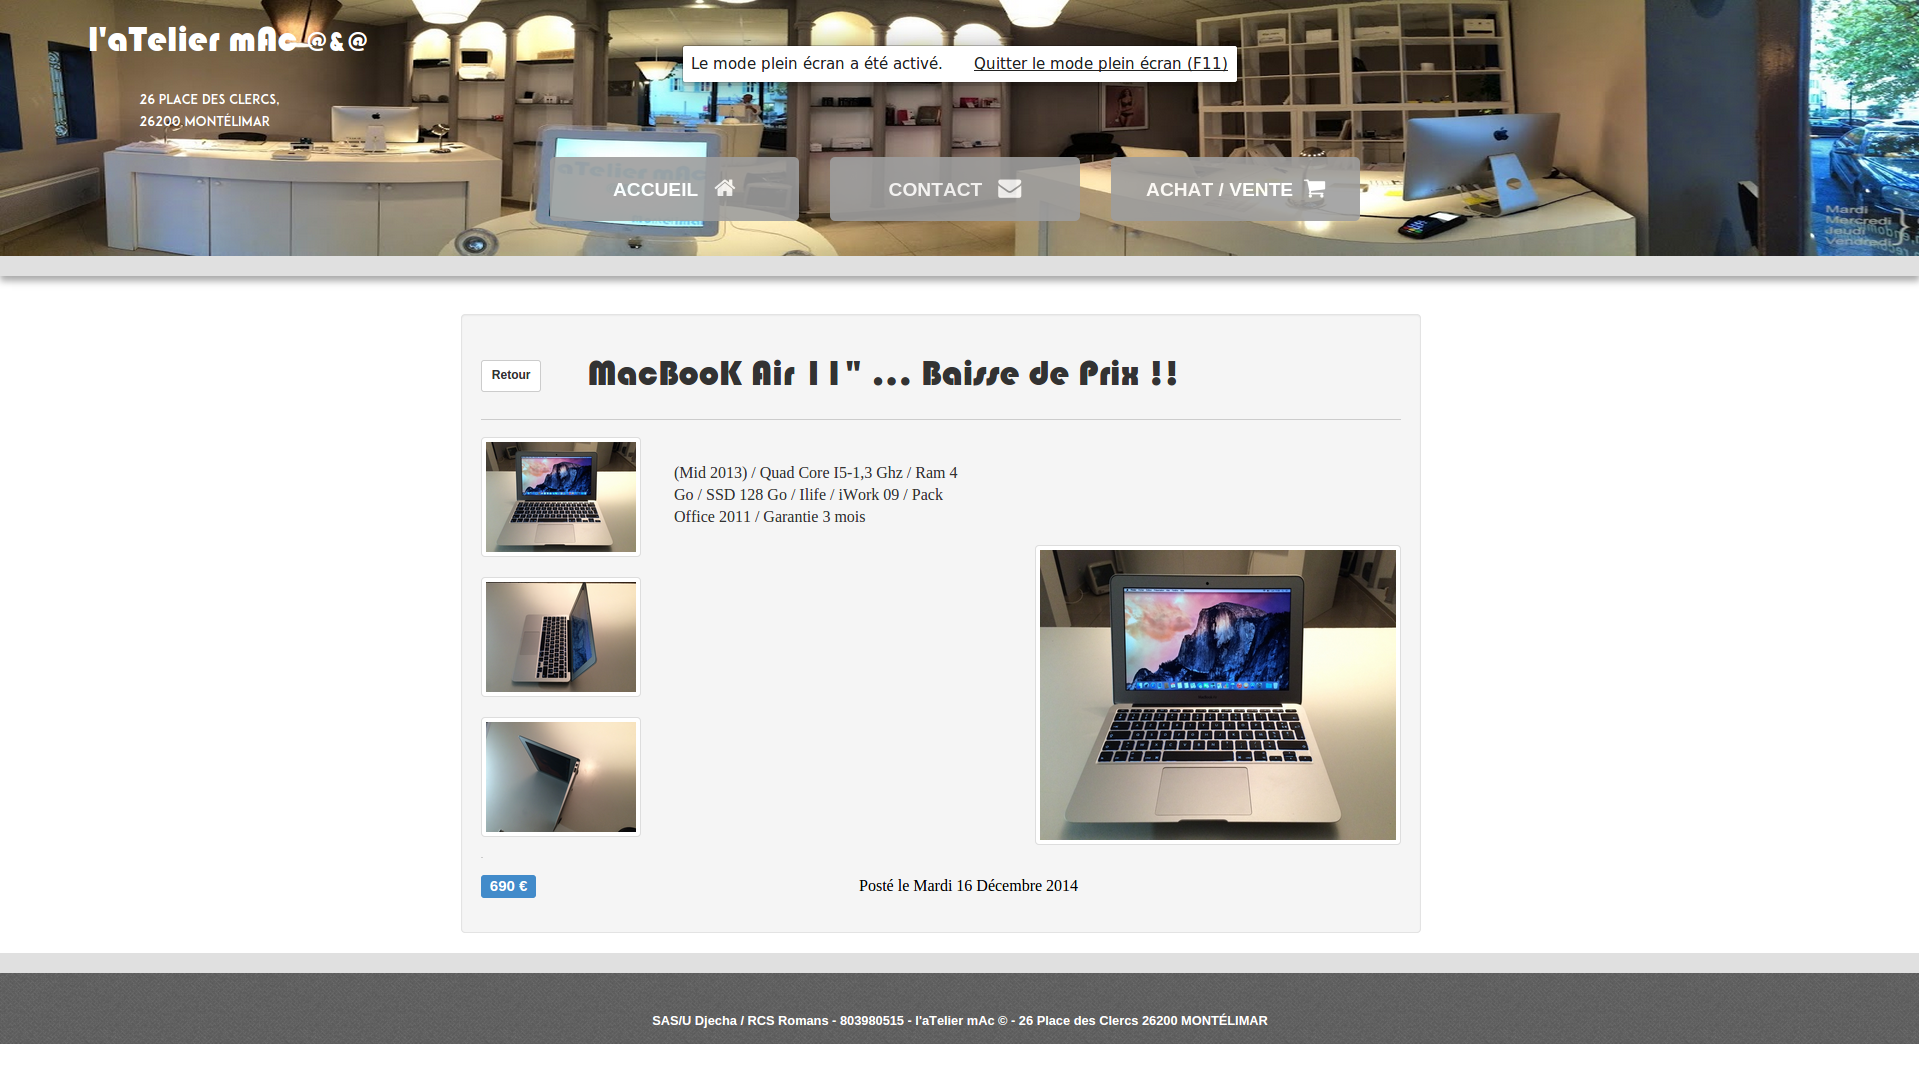 l'aTelier mAc @&@
26 PLACE DES CLERCS,
26200 MONTÉLIMAR
Le mode plein écran a été activé. Quitter le mode plein écran (F11)
ACCUEIL
CONTACT
ACHAT / VENTE
Mardi
Mercredi
Jeudi
Vendredi
Retour
MacBooK Air 11" ... Baisse de Prix !!
(Mid 2013) / Quad Core I5-1,3 Ghz / Ram 4
Go / SSD 128 Go / Ilife / iWork 09 / Pack
Office 2011 / Garantie 3 mois
690 €
Posté le Mardi 16 Décembre 2014
SAS/U Djecha / RCS Romans - 803980515 - l'aTelier mAc © - 26 Place des Clercs 26200 MONTÉLIMAR